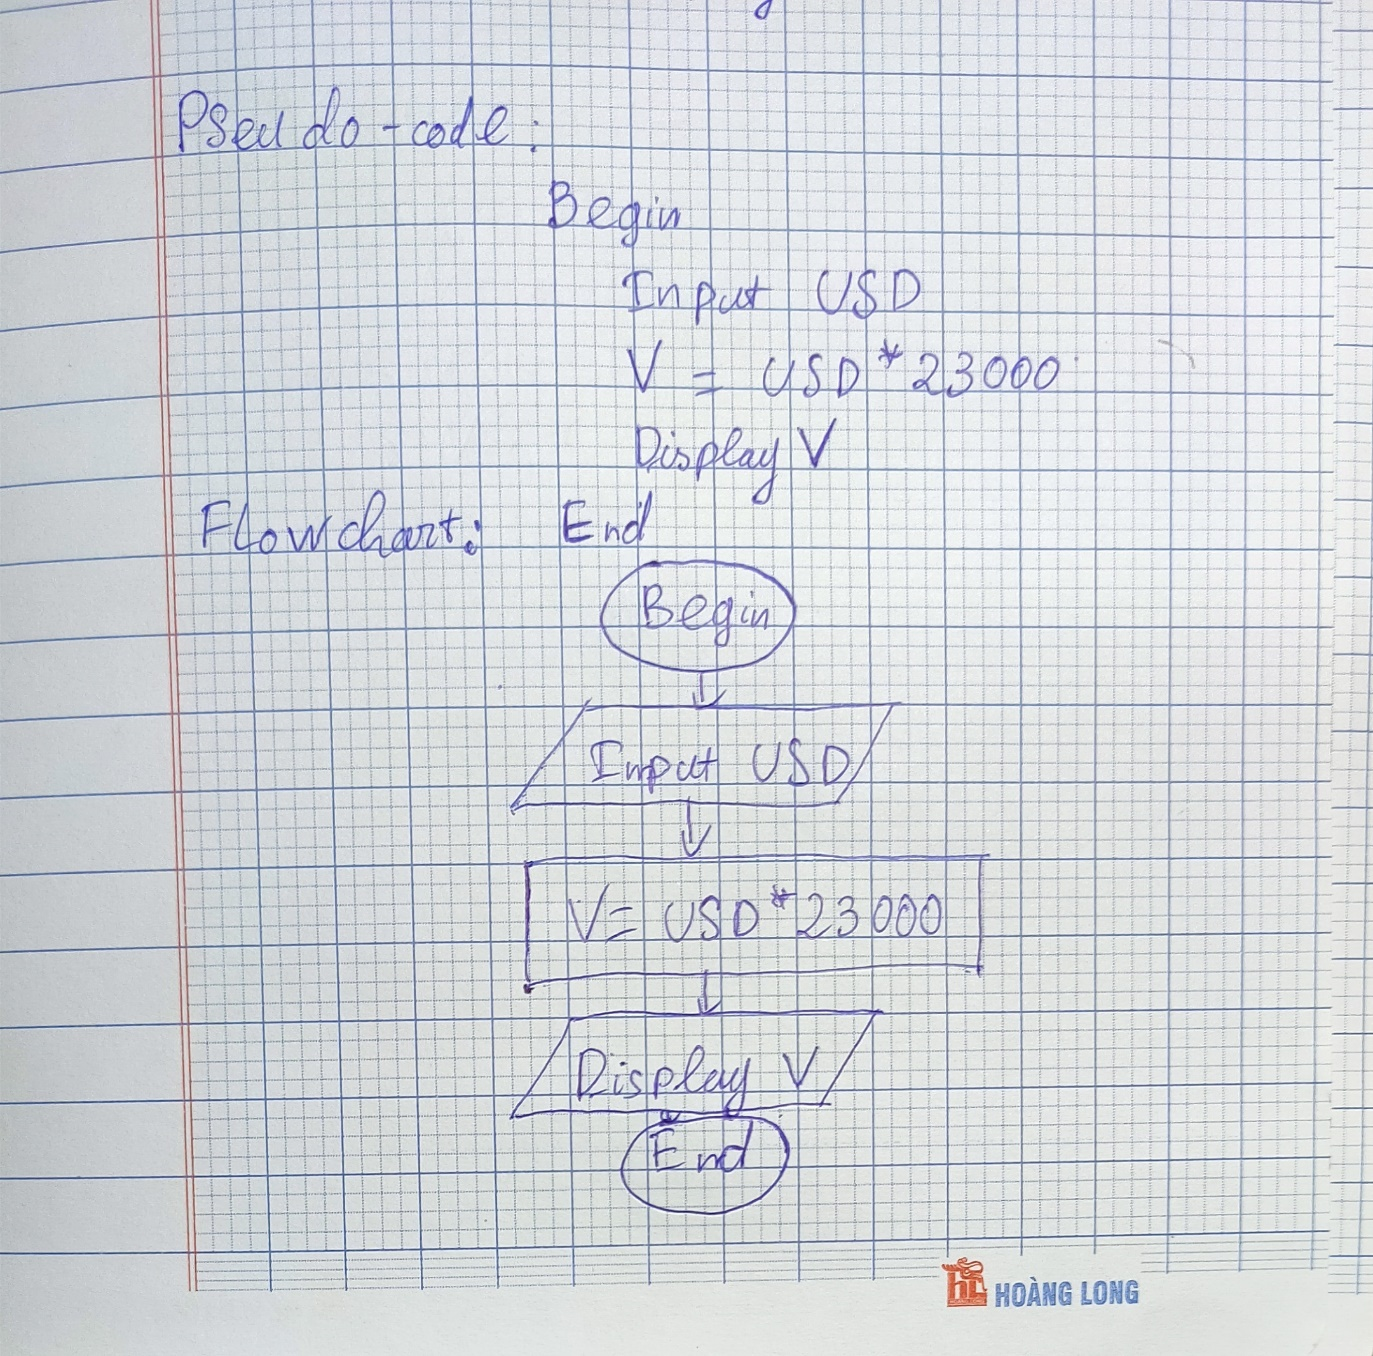 Pseudo-code:
Begin
Input USD
V = USD * 23000
Display V
Flowchart: End
Begin
Input USD
V = USD * 23000
Display V
End
HOÀNG LONG